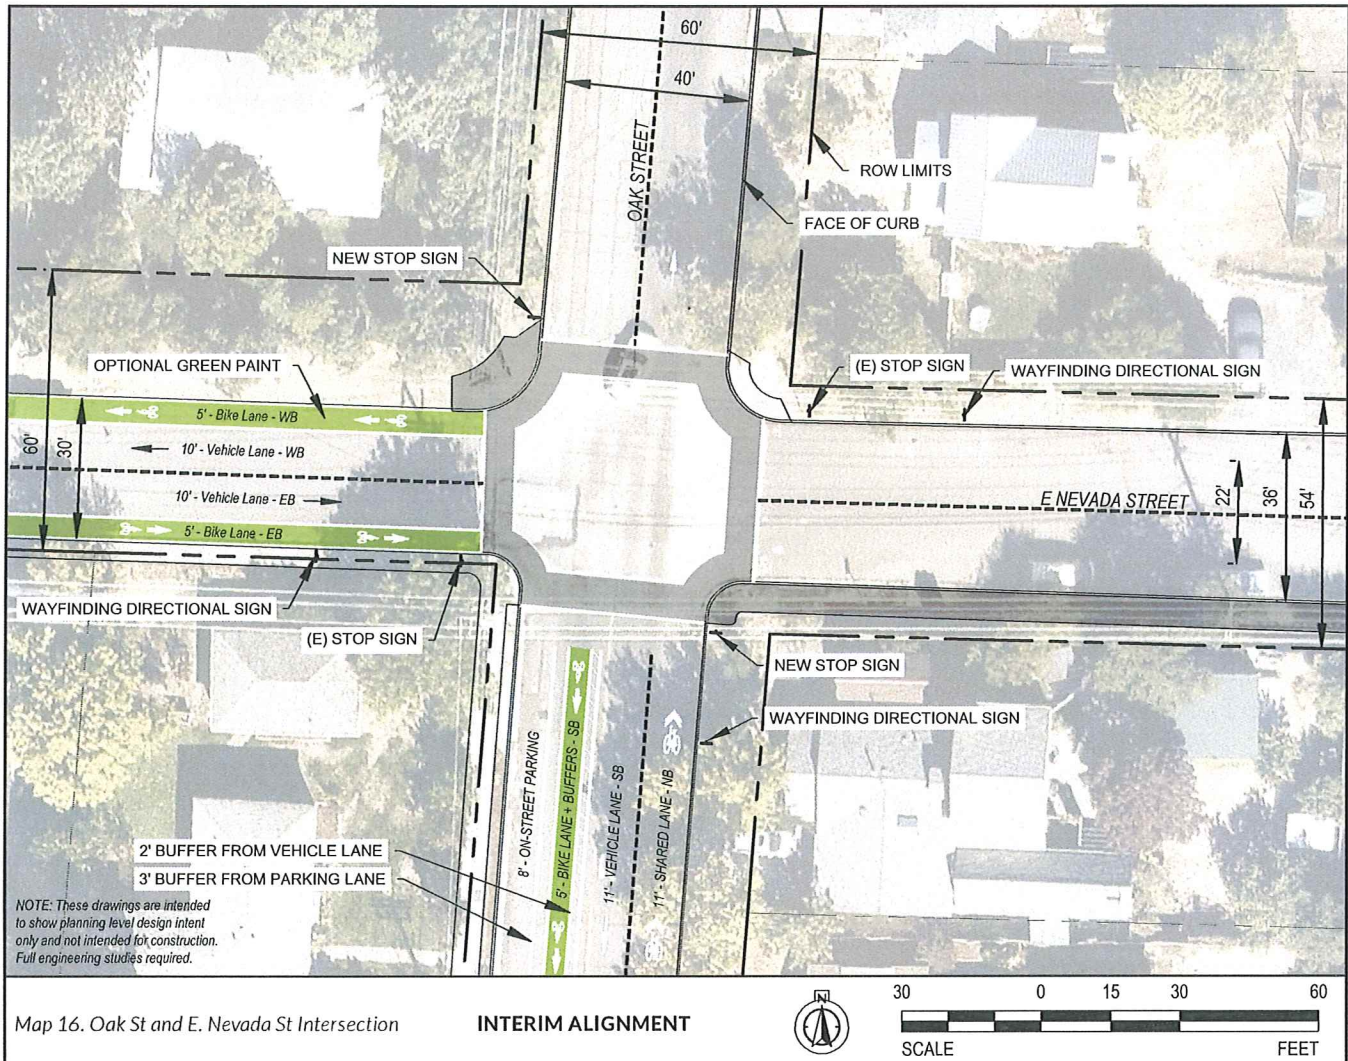 60'
40'
OAK STREET
ROW LIMITS
FACE OF CURB
NEW STOP SIGN
OPTIONAL GREEN PAINT
(E) STOP SIGN
WAYFINDING DIRECTIONAL SIGN
60'
30'
5' - Bike Lane - WB
10' - Vehicle Lane - WB
10' - Vehicle Lane - EB
5' - Bike Lane - EB
E NEVADA STREET
22'
36'
54'
WAYFINDING DIRECTIONAL SIGN
(E) STOP SIGN
NEW STOP SIGN
WAYFINDING DIRECTIONAL SIGN
8' - ON-STREET PARKING
5' - BIKE LANE + BUFFERS - SB
11' - VEHICLE LANE - SB
11' - SHARED LANE - NB
2' BUFFER FROM VEHICLE LANE
3' BUFFER FROM PARKING LANE
NOTE: These drawings are intended
to show planning level design intent
only and not intended for construction.
Full engineering studies required.
Map 16. Oak St and E. Nevada St Intersection
INTERIM ALIGNMENT
N
30 0 15 30 60
SCALE FEET